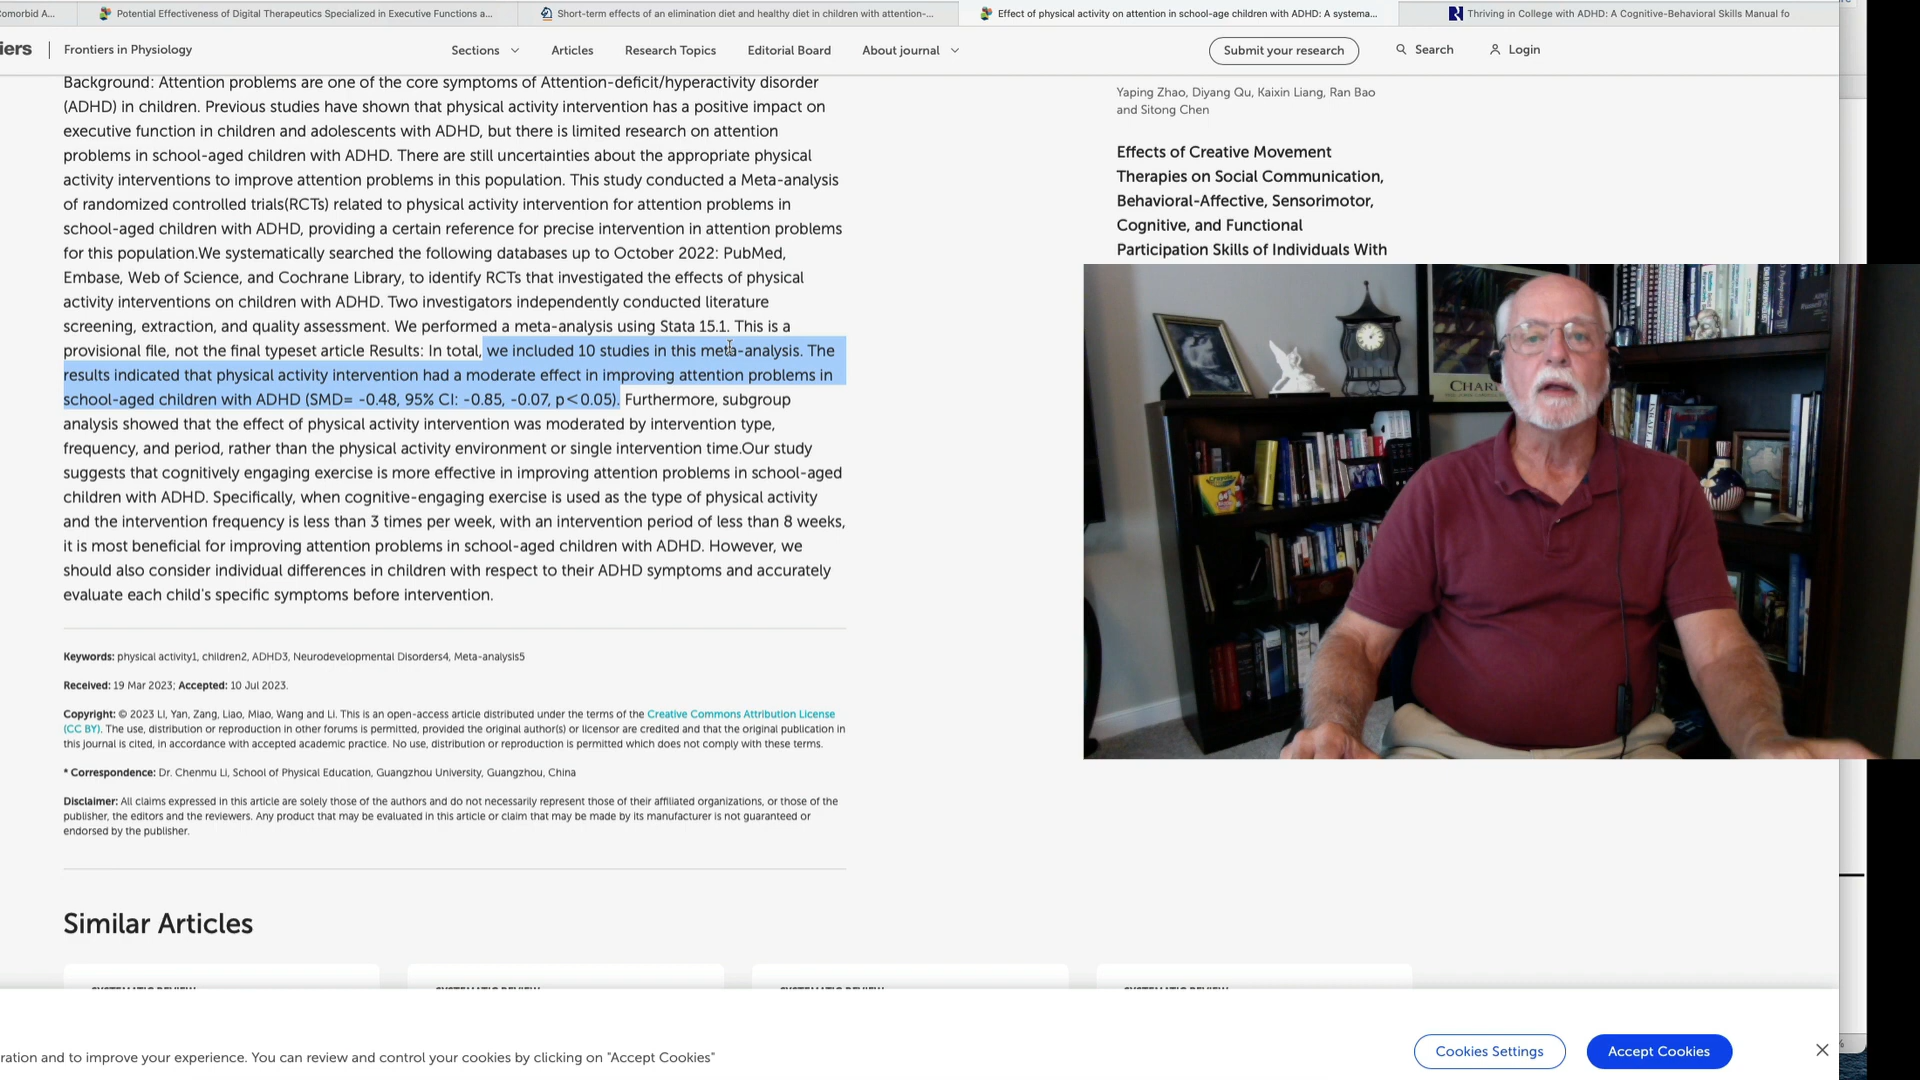 omorbid A...
Potential Effectiveness of Digital Therapeutics Specialized in Executive Functions a...
Short-term effects of an elimination diet and healthy diet in children with attention-...
Effect of physical activity on attention in school-age children with ADHD: A systema...
Thriving in College with ADHD: A Cognitive-Behavioral Skills Manual fo
iers
Frontiers in Physiology
Sections
Articles
Research Topics
Editorial Board
About journal
Submit your research
Search
Login
Background: Attention problems are one of the core symptoms of Attention-deficit/hyperactivity disorder
(ADHD) in children. Previous studies have shown that physical activity intervention has a positive impact on
executive function in children and adolescents with ADHD, but there is limited research on attention
problems in school-aged children with ADHD. There are still uncertainties about the appropriate physical
activity interventions to improve attention problems in this population. This study conducted a Meta-analysis
of randomized controlled trials(RCTs) related to physical activity intervention for attention problems in
school-aged children with ADHD, providing a certain reference for precise intervention in attention problems
for this population.We systematically searched the following databases up to October 2022: PubMed,
Embase, Web of Science, and Cochrane Library, to identify RCTs that investigated the effects of physical
activity interventions on children with ADHD. Two investigators independently conducted literature
screening, extraction, and quality assessment. We performed a meta-analysis using Stata 15.1. This is a
provisional file, not the final typeset article Results: In total, we included 10 studies in this meta-analysis. The
results indicated that physical activity intervention had a moderate effect in improving attention problems in
school-aged children with ADHD (SMD= -0.48, 95% CI: -0.85, -0.07, p<0.05). Furthermore, subgroup
analysis showed that the effect of physical activity intervention was moderated by intervention type,
frequency, and period, rather than the physical activity environment or single intervention time.Our study
suggests that cognitively engaging exercise is more effective in improving attention problems in school-aged
children with ADHD. Specifically, when cognitive-engaging exercise is used as the type of physical activity
and the intervention frequency is less than 3 times per week, with an intervention period of less than 8 weeks,
it is most beneficial for improving attention problems in school-aged children with ADHD. However, we
should also consider individual differences in children with respect to their ADHD symptoms and accurately
evaluate each child's specific symptoms before intervention.
Keywords: physical activity1, children2, ADHD3, Neurodevelopmental Disorders4, Meta-analysis5
Received: 19 Mar 2023; Accepted: 10 Jul 2023.
Copyright: © 2023 LI, Yan, Zang, Liao, Miao, Wang and Li. This is an open-access article distributed under the terms of the Creative Commons Attribution License
(CC BY). The use, distribution or reproduction in other forums is permitted, provided the original author(s) or licensor are credited and that the original publication in
this journal is cited, in accordance with accepted academic practice. No use, distribution or reproduction is permitted which does not comply with these terms.
* Correspondence: Dr. Chenmu LI, School of Physical Education, Guangzhou University, Guangzhou, China
Disclaimer: All claims expressed in this article are solely those of the authors and do not necessarily represent those of their affiliated organizations, or those of the
publisher, the editors and the reviewers. Any product that may be evaluated in this article or claim that may be made by its manufacturer is not guaranteed or
endorsed by the publisher.
Similar Articles
SYSTEMATIC REVIEW
SYSTEMATIC REVIEW
SYSTEMATIC REVIEW
SYSTEMATIC REVIEW
Yaping Zhao, Diyang Qu, Kaixin Liang, Ran Bao
and Sitong Chen
Effects of Creative Movement
Therapies on Social Communication,
Behavioral-Affective, Sensorimotor,
Cognitive, and Functional
Participation Skills of Individuals With
Crayola
64
ration and to improve your experience. You can review and control your cookies by clicking on "Accept Cookies"
Cookies Settings
Accept Cookies